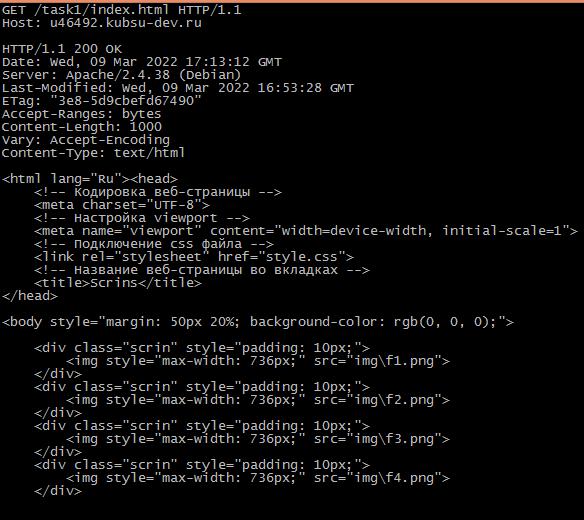 GET /task1/index.html HTTP/1.1
Host: u46492.kubsu-dev.ru

HTTP/1.1 200 OK
Date: Wed, 09 Mar 2022 17:13:12 GMT
Server: Apache/2.4.38 (Debian)
Last-Modified: Wed, 09 Mar 2022 16:53:28 GMT
ETag: "3e8-5d9cbefd67490"
Accept-Ranges: bytes
Content-Length: 1000
Vary: Accept-Encoding
Content-Type: text/html

<html lang="Ru"><head>
    <!-- Кодировка веб-страницы -->
    <meta charset="UTF-8">
    <!-- Настройка viewport -->
    <meta name="viewport" content="width=device-width, initial-scale=1">
    <!-- Подключение css файла -->
    <link rel="stylesheet" href="style.css">
    <!-- Название веб-страницы во вкладках -->
    <title>Scrins</title>
</head>

<body style="margin: 50px 20%; background-color: rgb(0, 0, 0);">

    <div class="scrin" style="padding: 10px;">
        <img style="max-width: 736px;" src="img\f1.png">
    </div>
    <div class="scrin" style="padding: 10px;">
        <img style="max-width: 736px;" src="img\f2.png">
    </div>
    <div class="scrin" style="padding: 10px;">
        <img style="max-width: 736px;" src="img\f3.png">
    </div>
    <div class="scrin" style="padding: 10px;">
        <img style="max-width: 736px;" src="img\f4.png">
    </div>